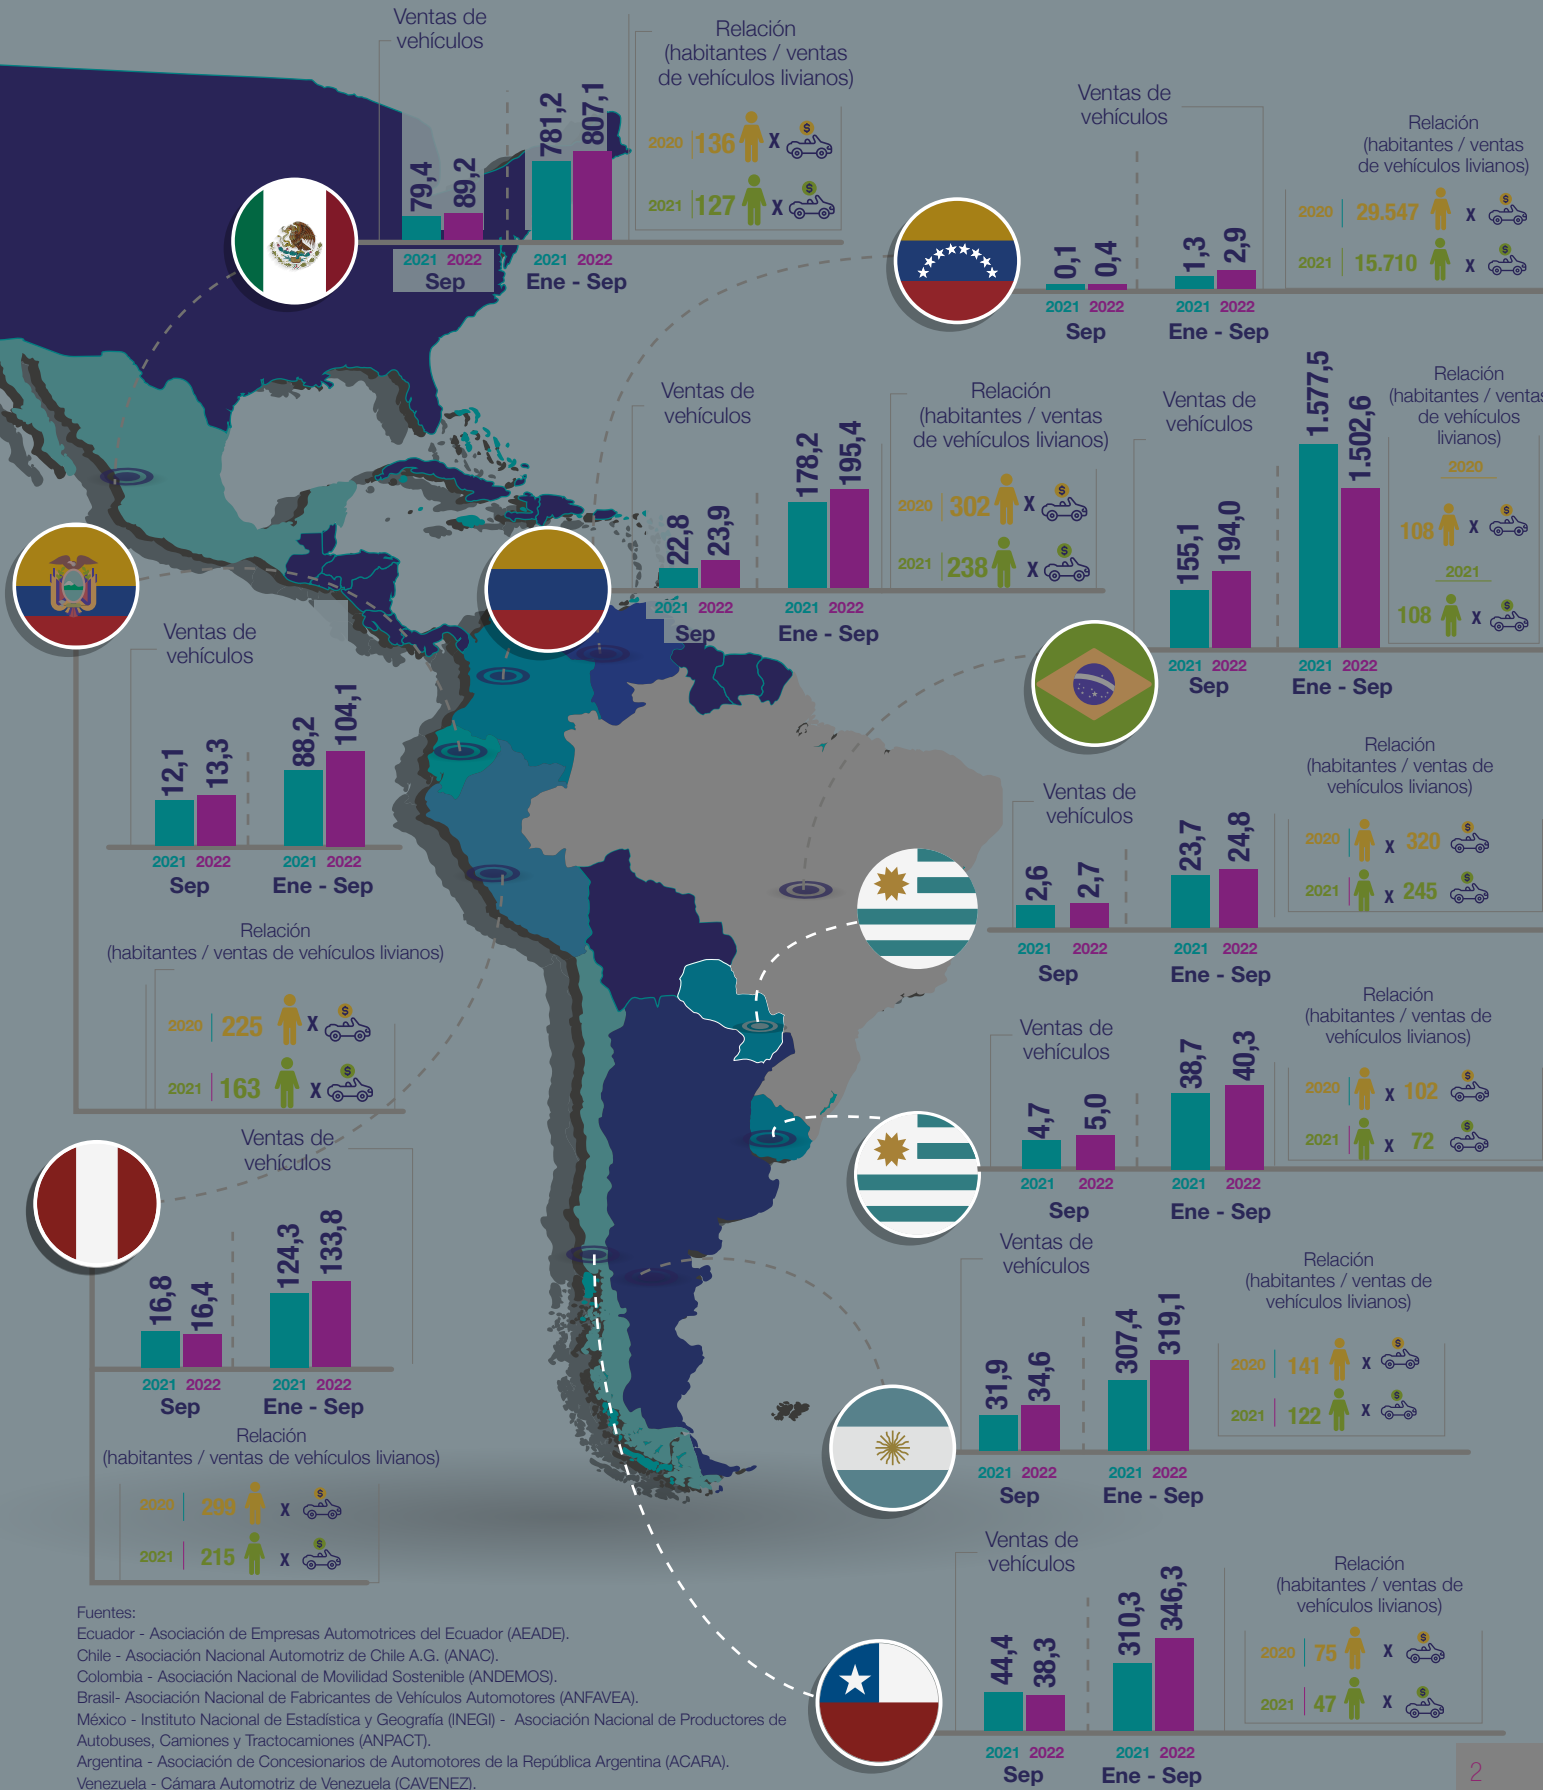 Ventas de
vehículos
79,4
89,2
781,2
807,1
2021 2022
Sep
2021 2022
Ene - Sep
Relación
(habitantes / ventas
de vehículos livianos)
2020 136 X $
2021 127 X $
Ventas de
vehículos
0,1
0,4
1,3
2,9
2021 2022
Sep
2021 2022
Ene - Sep
Relación
(habitantes / ventas
de vehículos livianos)
2020 29.547 X $
2021 15.710 X $
Ventas de
vehículos
22,8
23,9
178,2
195,4
2021 2022
Sep
2021 2022
Ene - Sep
Relación
(habitantes / ventas
de vehículos livianos)
2020 302 X $
2021 238 X $
Ventas de
vehículos
155,1
194,0
1.577,5
1.502,6
2021 2022
Sep
2021 2022
Ene - Sep
Relación
(habitantes / ventas
de vehículos
livianos)
2020
108 X $
2021
108 X $
Ventas de
vehículos
12,1
13,3
88,2
104,1
2021 2022
Sep
2021 2022
Ene - Sep
Relación
(habitantes / ventas de vehículos livianos)
2020 225 X $
2021 163 X $
Ventas de
vehículos
2,6
2,7
23,7
24,8
2021 2022
Sep
2021 2022
Ene - Sep
Relación
(habitantes / ventas de
vehículos livianos)
2020 X 320 $
2021 X 245 $
Ventas de
vehículos
4,7
5,0
38,7
40,3
2021 2022
Sep
2021 2022
Ene - Sep
Relación
(habitantes / ventas de
vehículos livianos)
2020 X 102 $
2021 X 72 $
Ventas de
vehículos
16,8
16,4
124,3
133,8
2021 2022
Sep
2021 2022
Ene - Sep
Relación
(habitantes / ventas de vehículos livianos)
2020 299 X $
2021 215 X $
Ventas de
vehículos
31,9
34,6
307,4
319,1
2021 2022
Sep
2021 2022
Ene - Sep
Relación
(habitantes / ventas de
vehículos livianos)
2020 141 X $
2021 122 X $
Ventas de
vehículos
44,4
38,3
310,3
346,3
2021 2022
Sep
2021 2022
Ene - Sep
Relación
(habitantes / ventas de
vehículos livianos)
2020 75 X $
2021 47 X $
Fuentes:
Ecuador - Asociación de Empresas Automotrices del Ecuador (AEADE).
Chile - Asociación Nacional Automotriz de Chile A.G. (ANAC).
Colombia - Asociación Nacional de Movilidad Sostenible (ANDEMOS).
Brasil- Asociación Nacional de Fabricantes de Vehículos Automotores (ANFAVEA).
México - Instituto Nacional de Estadística y Geografía (INEGI) - Asociación Nacional de Productores de
Autobuses, Camiones y Tractocamiones (ANPACT).
Argentina - Asociación de Concesionarios de Automotores de la República Argentina (ACARA).
Venezuela - Cámara Automotriz de Venezuela (CAVENEZ).
2